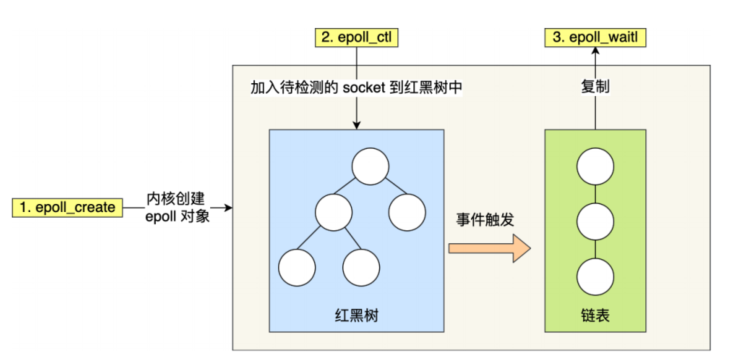 2. epoll_ctl
3. epoll_waitl
加入待检测的 socket 到红黑树中
复制
1. epoll_create
内核创建
epoll 对象
事件触发
红黑树
链表